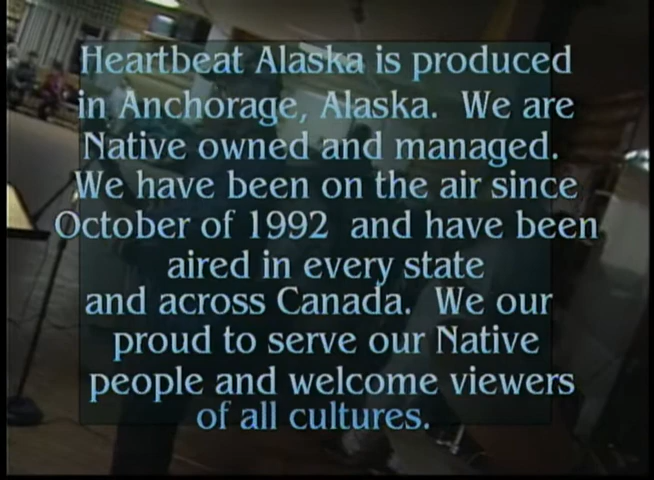 Heartbeat Alaska is produced
in Anchorage, Alaska. We are
Native owned and managed.
We have been on the air since
October of 1992 and have been
aired in every state
and across Canada. We our
proud to serve our Native
people and welcome viewers
of all cultures.